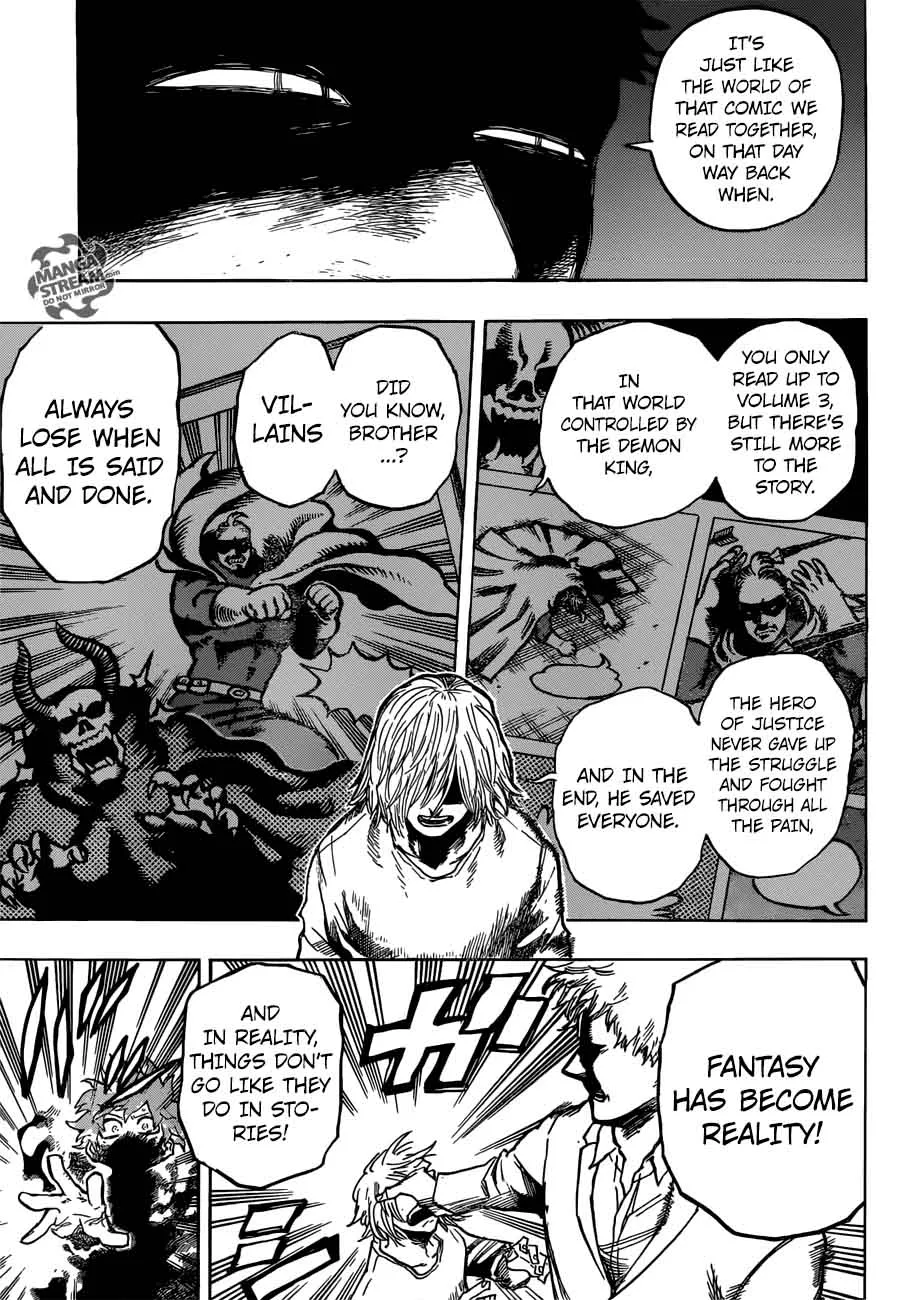 IT'S
JUST LIKE
THE WORLD OF
THAT COMIC WE
READ TOGETHER,
ON THAT DAY
WAY BACK
WHEN.
MANGA
STREAM
DO NOT MIRROR
YOU ONLY
READ UP TO
VOLUME 3,
BUT THERE'S
STILL MORE
TO THE
STORY.
IN
THAT WORLD
CONTROLLED BY
THE DEMON
KING,
THE HERO
OF JUSTICE
NEVER GAVE UP
THE STRUGGLE
AND FOUGHT
THROUGH ALL
THE PAIN,
AND IN THE
END, HE SAVED
EVERYONE.
DID
YOU KNOW,
BROTHER
...?
VIL-
LAINS
ALWAYS
LOSE WHEN
ALL IS SAID
AND DONE.
FANTASY
HAS BECOME
REALITY!
ガッ
AND
IN REALITY,
THINGS DON'T
GO LIKE THEY
DO IN STO-
RIES!